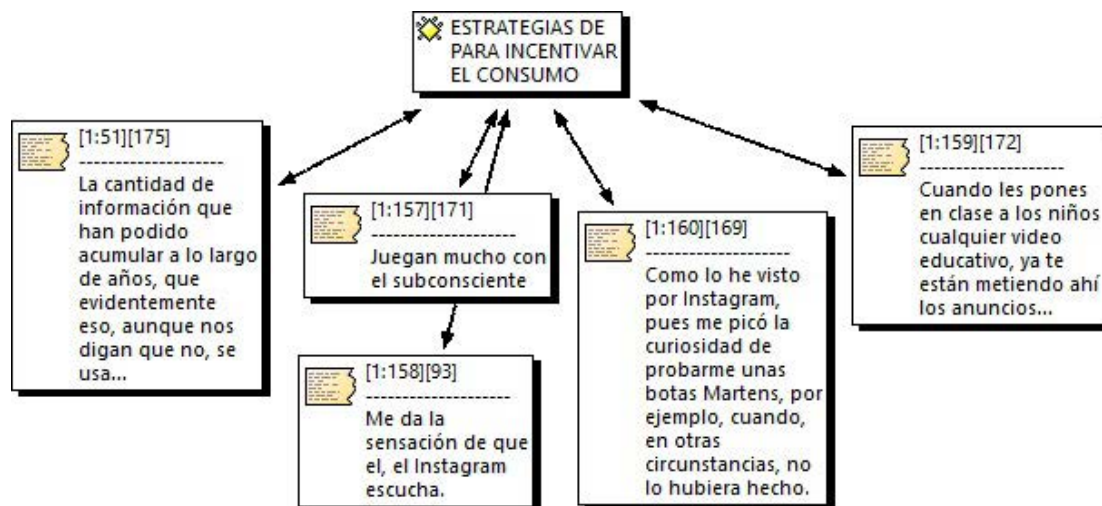 ESTRATEGIAS DE
PARA INCENTIVAR
EL CONSUMO
[1:51][175]
--------------------
La cantidad de
información que
han podido
acumular a lo largo
de años, que
evidentemente
eso, aunque nos
digan que no, se
usa...
[1:157][171]
--------------------
Juegan mucho con
el subconsciente
[1:158][93]
--------------------
Me da la
sensación de que
el, el Instagram
escucha.
[1:160][169]
--------------------
Como lo he visto
por Instagram,
pues me picó la
curiosidad de
probarme unas
botas Martens, por
ejemplo, cuando,
en otras
circunstancias, no
lo hubiera hecho.
[1:159][172]
--------------------
Cuando les pones
en clase a los niños
cualquier video
educativo, ya te
están metiendo ahí
los anuncios...